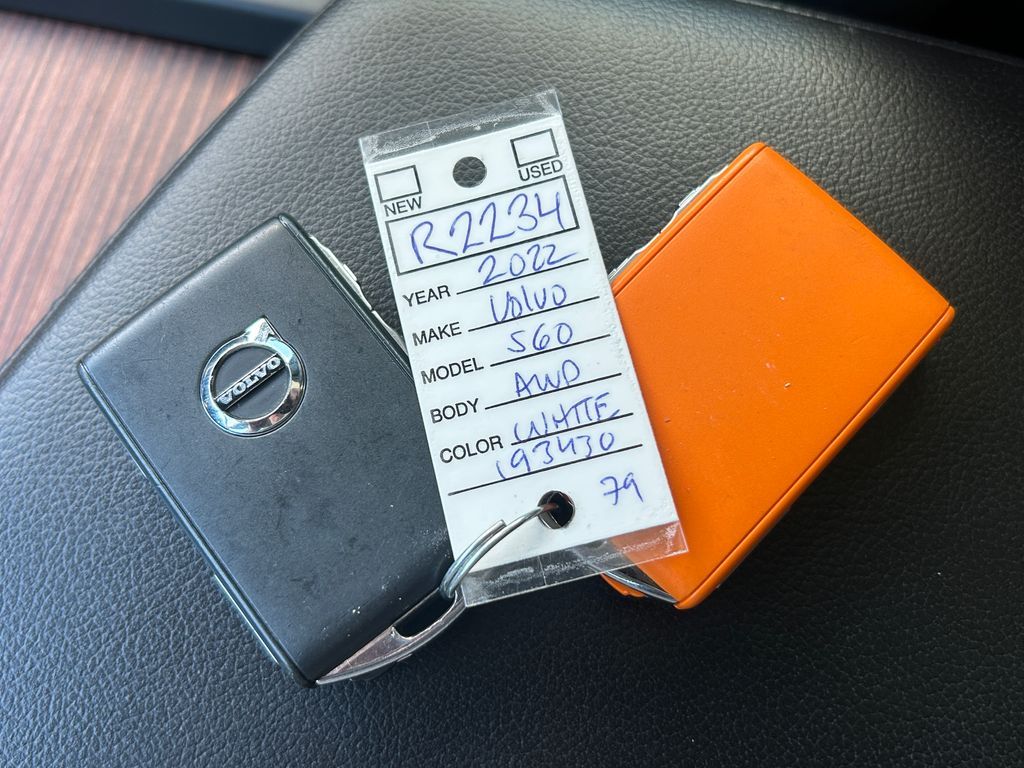 NEW USED
R2234
YEAR 2022
MAKE Volvo
MODEL S60
BODY AWD
COLOR WHITE
193430
79
VOLVO